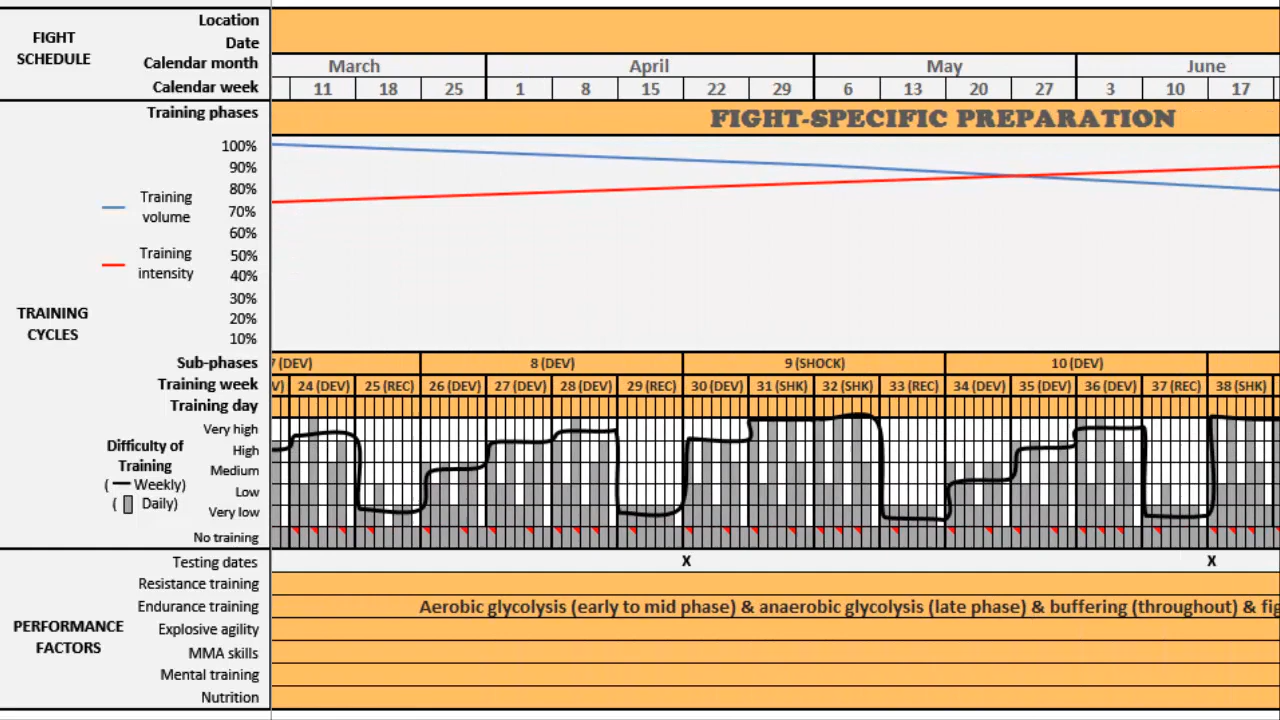 Location
FIGHT
SCHEDULE
Date
Calendar month
March April May June
Calendar week
11 18 25 1 8 15 22 29 6 13 20 27 3 10 17
Training phases
FIGHT-SPECIFIC PREPARATION
100%
90%
80%
70%
60%
50%
40%
30%
20%
10%
Training
volume
Training
intensity
TRAINING
CYCLES
Sub-phases
7 (DEV) 8 (DEV) 9 (SHOCK) 10 (DEV)
Training week
V) 24 (DEV) 25 (REC) 26 (DEV) 27 (DEV) 28 (DEV) 29 (REC) 30 (DEV) 31 (SHK) 32 (SHK) 33 (REC) 34 (DEV) 35 (DEV) 36 (DEV) 37 (REC) 38 (SHK)
Training day
Difficulty of
Training
( Weekly)
( Daily)
Very high
High
Medium
Low
Very low
No training
Testing dates
X X
Resistance training
Endurance training
Aerobic glycolysis (early to mid phase) & anaerobic glycolysis (late phase) & buffering (throughout) & fig
Explosive agility
PERFORMANCE
FACTORS
MMA skills
Mental training
Nutrition